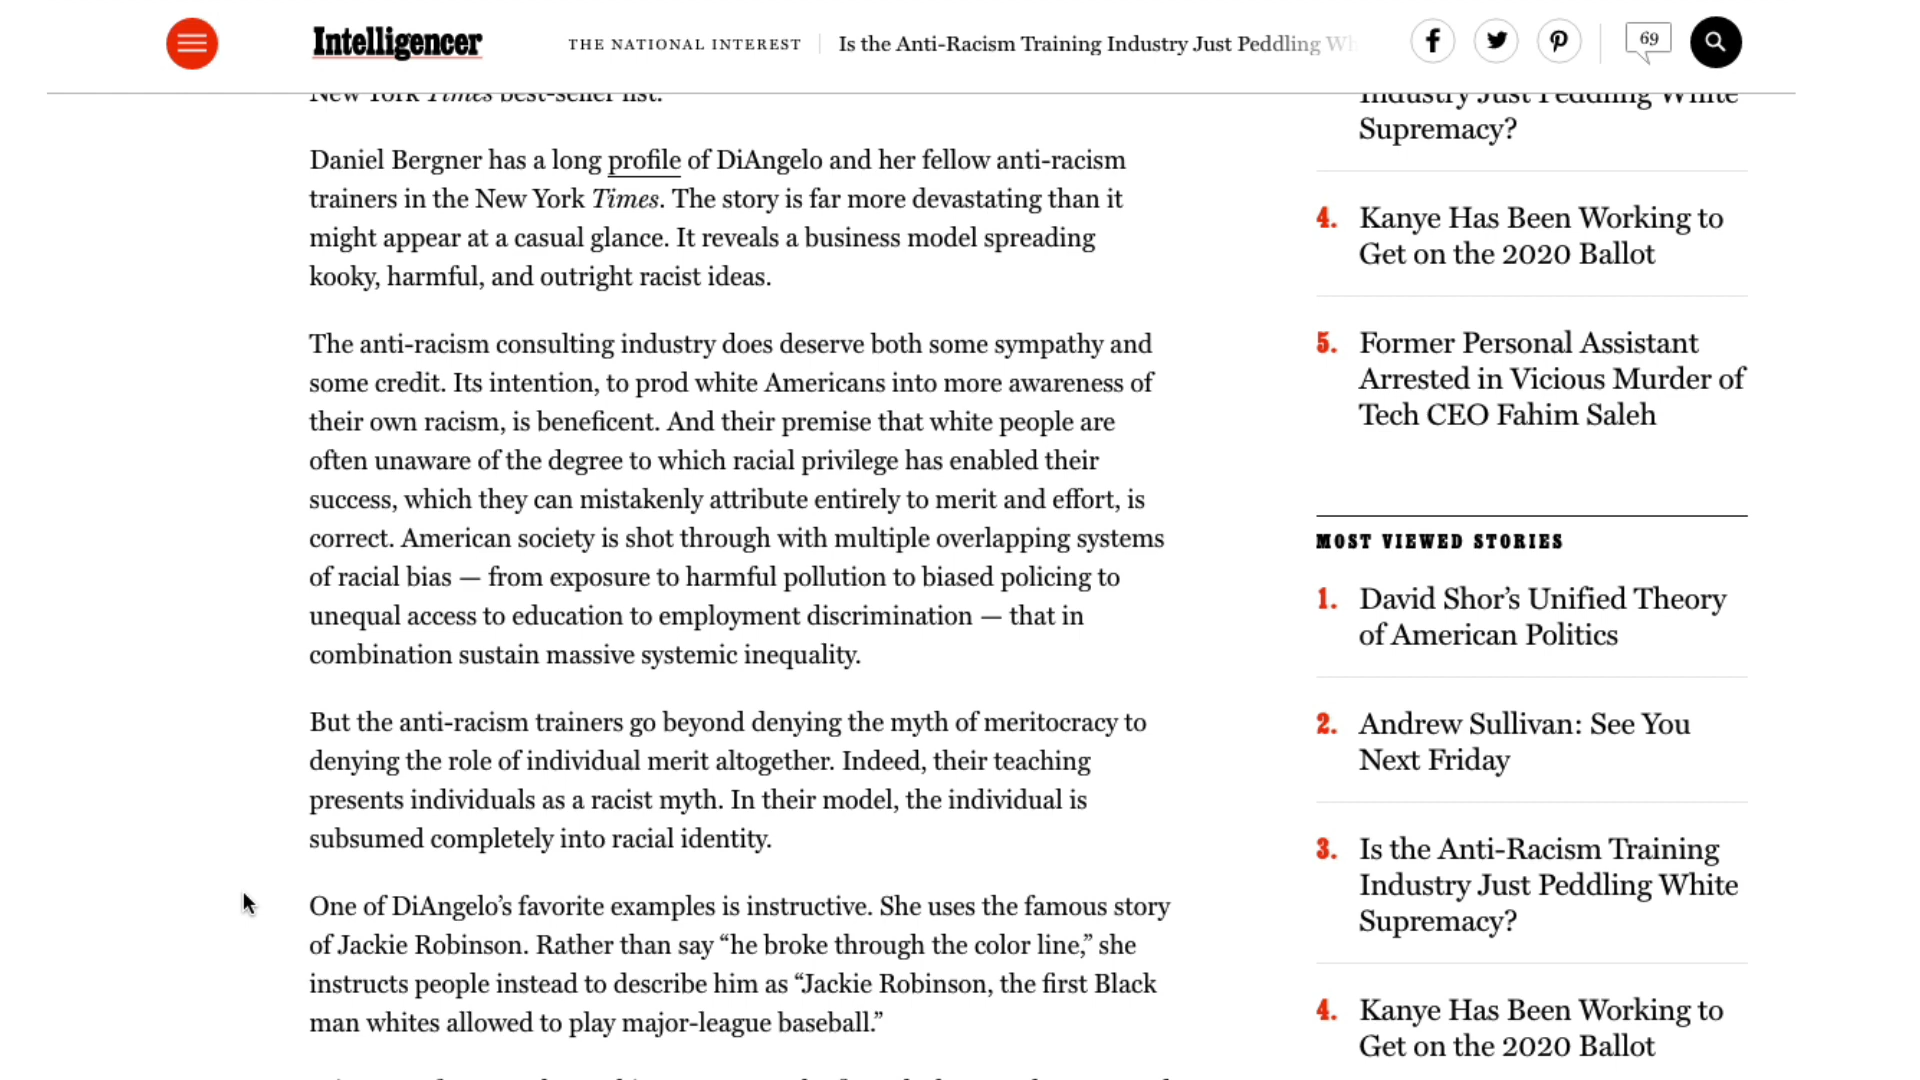 Intelligencer
THE NATIONAL INTEREST
Is the Anti-Racism Training Industry Just Peddling Wh
69
New York Times best-seller list.
Daniel Bergner has a long profile of DiAngelo and her fellow anti-racism
trainers in the New York Times. The story is far more devastating than it
might appear at a casual glance. It reveals a business model spreading
kooky, harmful, and outright racist ideas.
The anti-racism consulting industry does deserve both some sympathy and
some credit. Its intention, to prod white Americans into more awareness of
their own racism, is beneficent. And their premise that white people are
often unaware of the degree to which racial privilege has enabled their
success, which they can mistakenly attribute entirely to merit and effort, is
correct. American society is shot through with multiple overlapping systems
of racial bias — from exposure to harmful pollution to biased policing to
unequal access to education to employment discrimination — that in
combination sustain massive systemic inequality.
But the anti-racism trainers go beyond denying the myth of meritocracy to
denying the role of individual merit altogether. Indeed, their teaching
presents individuals as a racist myth. In their model, the individual is
subsumed completely into racial identity.
One of DiAngelo’s favorite examples is instructive. She uses the famous story
of Jackie Robinson. Rather than say “he broke through the color line,” she
instructs people instead to describe him as “Jackie Robinson, the first Black
man whites allowed to play major-league baseball.”
Industry Just Peddling White
Supremacy?
4. Kanye Has Been Working to
Get on the 2020 Ballot
5. Former Personal Assistant
Arrested in Vicious Murder of
Tech CEO Fahim Saleh
MOST VIEWED STORIES
1. David Shor’s Unified Theory
of American Politics
2. Andrew Sullivan: See You
Next Friday
3. Is the Anti-Racism Training
Industry Just Peddling White
Supremacy?
4. Kanye Has Been Working to
Get on the 2020 Ballot